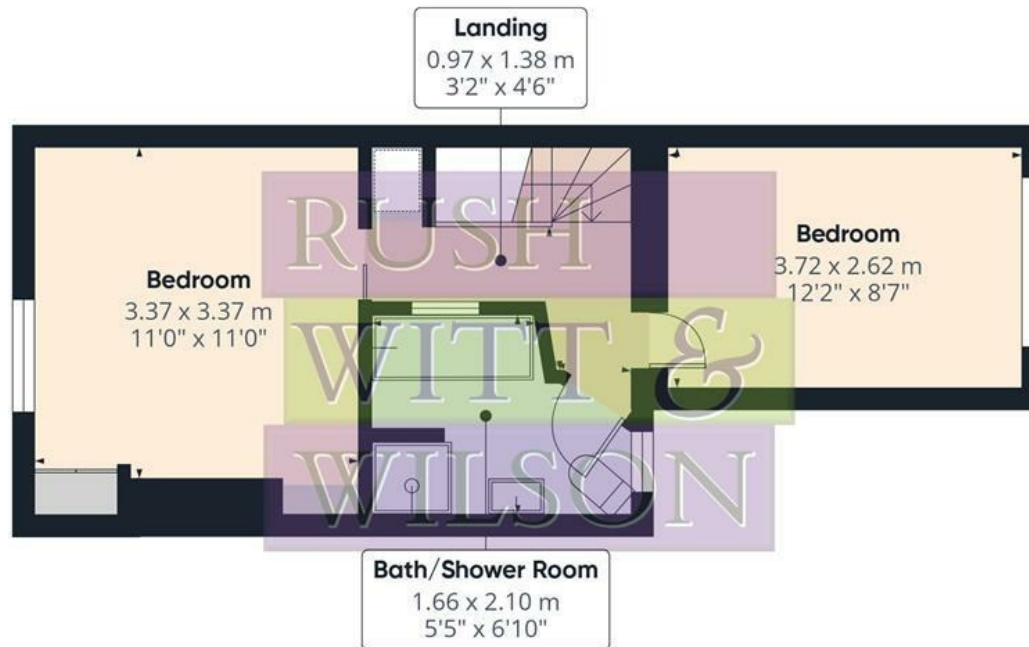 Landing
0.97 x 1.38 m
3'2" x 4'6"
Bedroom
3.37 x 3.37 m
11'0" x 11'0"
Bedroom
3.72 x 2.62 m
12'2" x 8'7"
RUSH
WITT &
WILSON
Bath/Shower Room
1.66 x 2.10 m
5'5" x 6'10"